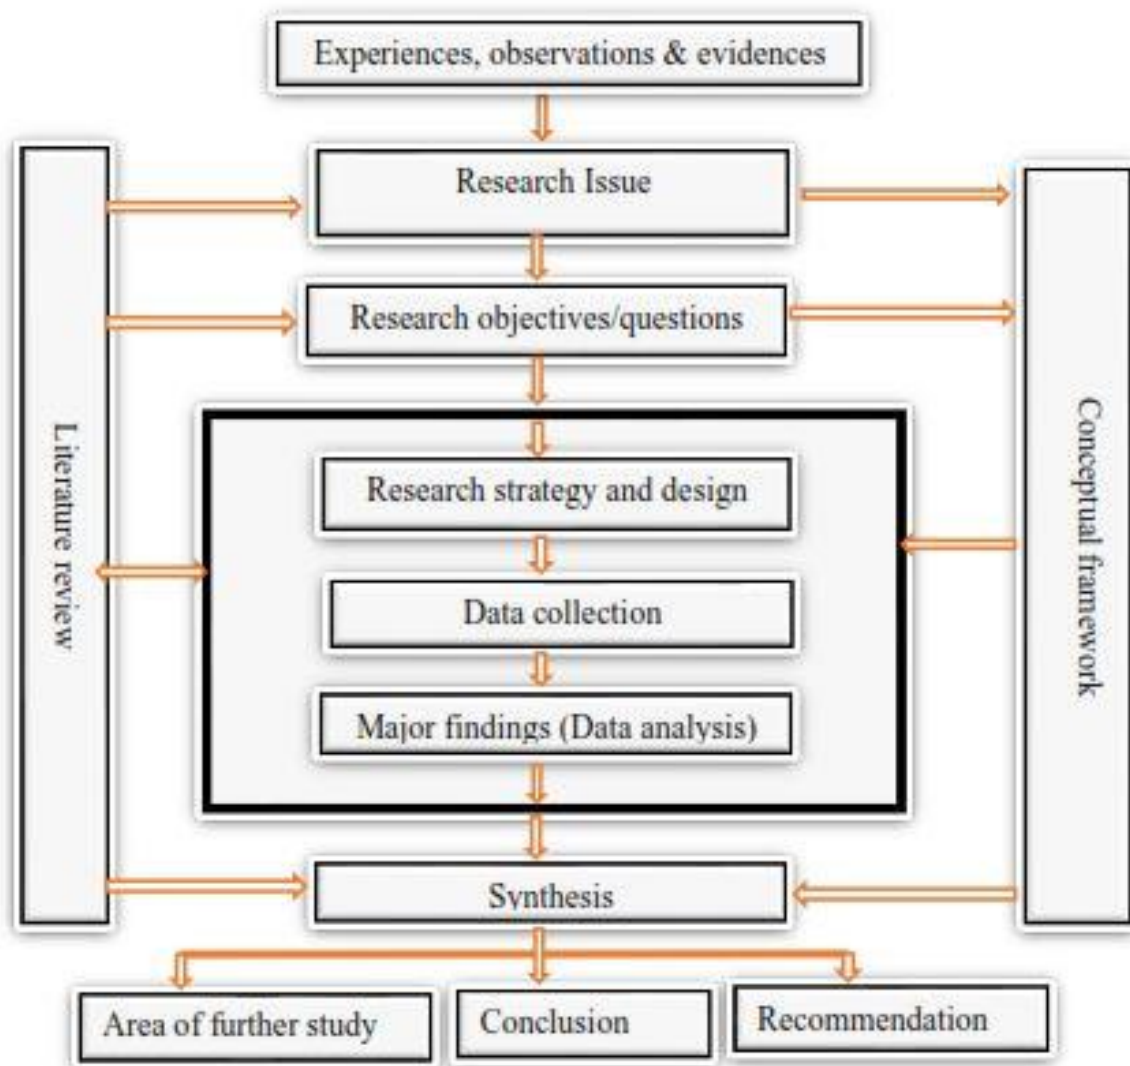 Experiences, observations & evidences
Research Issue
Research objectives/questions
Literature review
Conceptual framework
Research strategy and design
Data collection
Major findings (Data analysis)
Synthesis
Area of further study
Conclusion
Recommendation